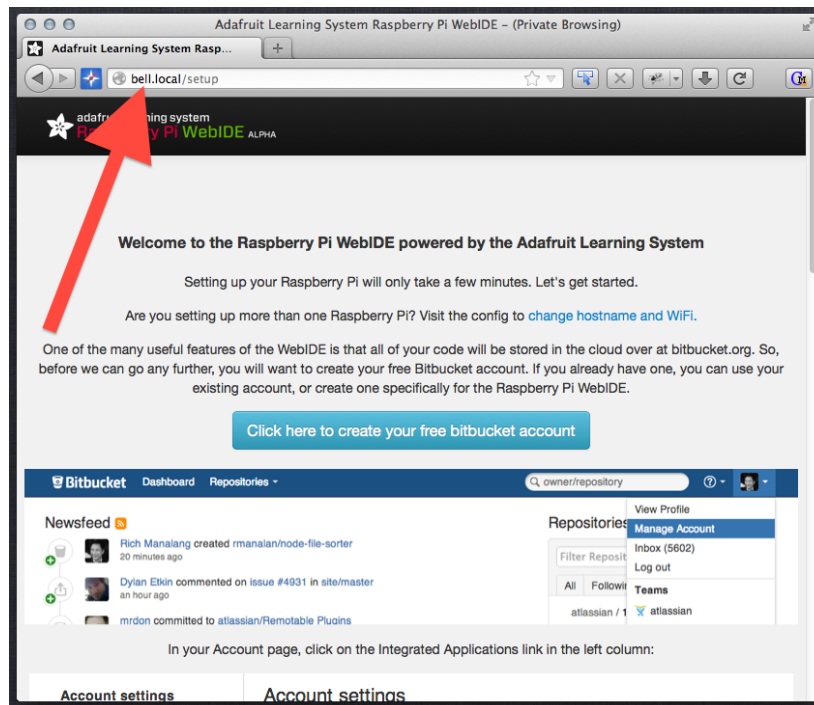 Adafruit Learning System Raspberry Pi WebIDE – (Private Browsing)
Adafruit Learning System Rasp...
bell.local/setup
adafruit learning system
Raspberry Pi WebIDE ALPHA
Welcome to the Raspberry Pi WebIDE powered by the Adafruit Learning System
Setting up your Raspberry Pi will only take a few minutes. Let's get started.
Are you setting up more than one Raspberry Pi? Visit the config to change hostname and WiFi.
One of the many useful features of the WebIDE is that all of your code will be stored in the cloud over at bitbucket.org. So,
before we can go any further, you will want to create your free Bitbucket account. If you already have one, you can use your
existing account, or create one specifically for the Raspberry Pi WebIDE.
Click here to create your free bitbucket account
Bitbucket Dashboard Repositories owner/repository
View Profile
Newsfeed Repositories Manage Account
Rich Manalang created rmanalan/node-file-sorter
20 minutes ago
Inbox (5602)
Filter Reposit
Log out
Dylan Etkin commented on issue #4931 in site/master
an hour ago
All Followin Teams
atlassian / 1 atlassian
mrdon committed to atlassian/Remotable Plugins
In your Account page, click on the Integrated Applications link in the left column:
Account settings Account settings